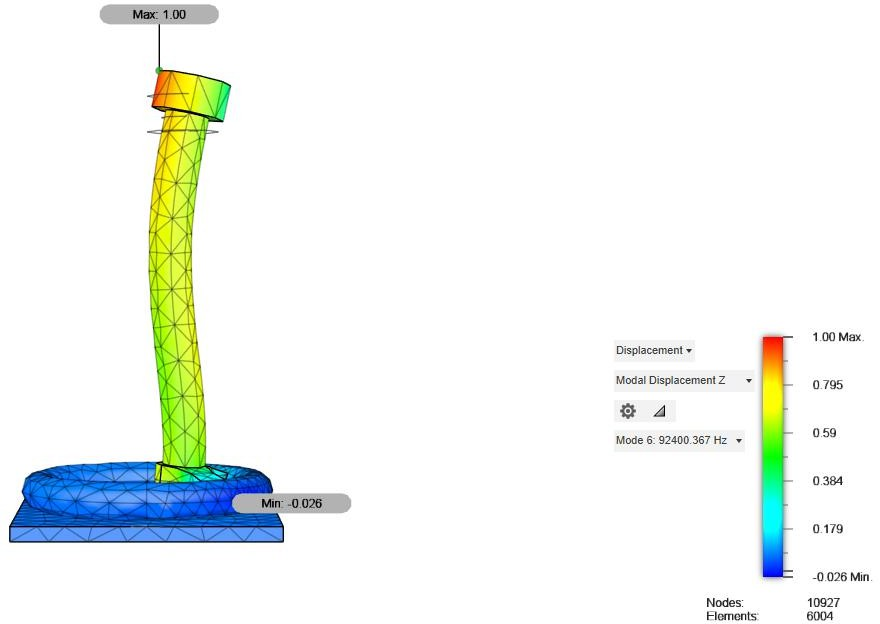 Max: 1.00
Min: -0.026
Displacement
Modal Displacement Z
Mode 6: 92400.367 Hz
1.00 Max.
0.795
0.59
0.384
0.179
-0.026 Min.
Nodes: 10927
Elements: 6004